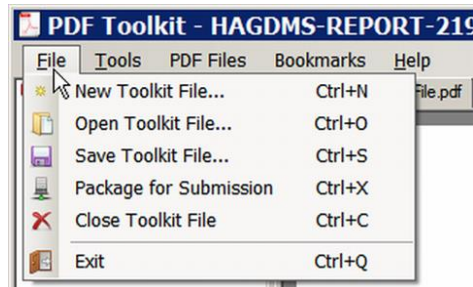 PDF Toolkit - HAGDMS-REPORT-219
File Tools PDF Files Bookmarks Help
New Toolkit File... Ctrl+N
File.pdf
Open Toolkit File... Ctrl+O
Save Toolkit File... Ctrl+S
Package for Submission Ctrl+X
Close Toolkit File Ctrl+C
Exit Ctrl+Q